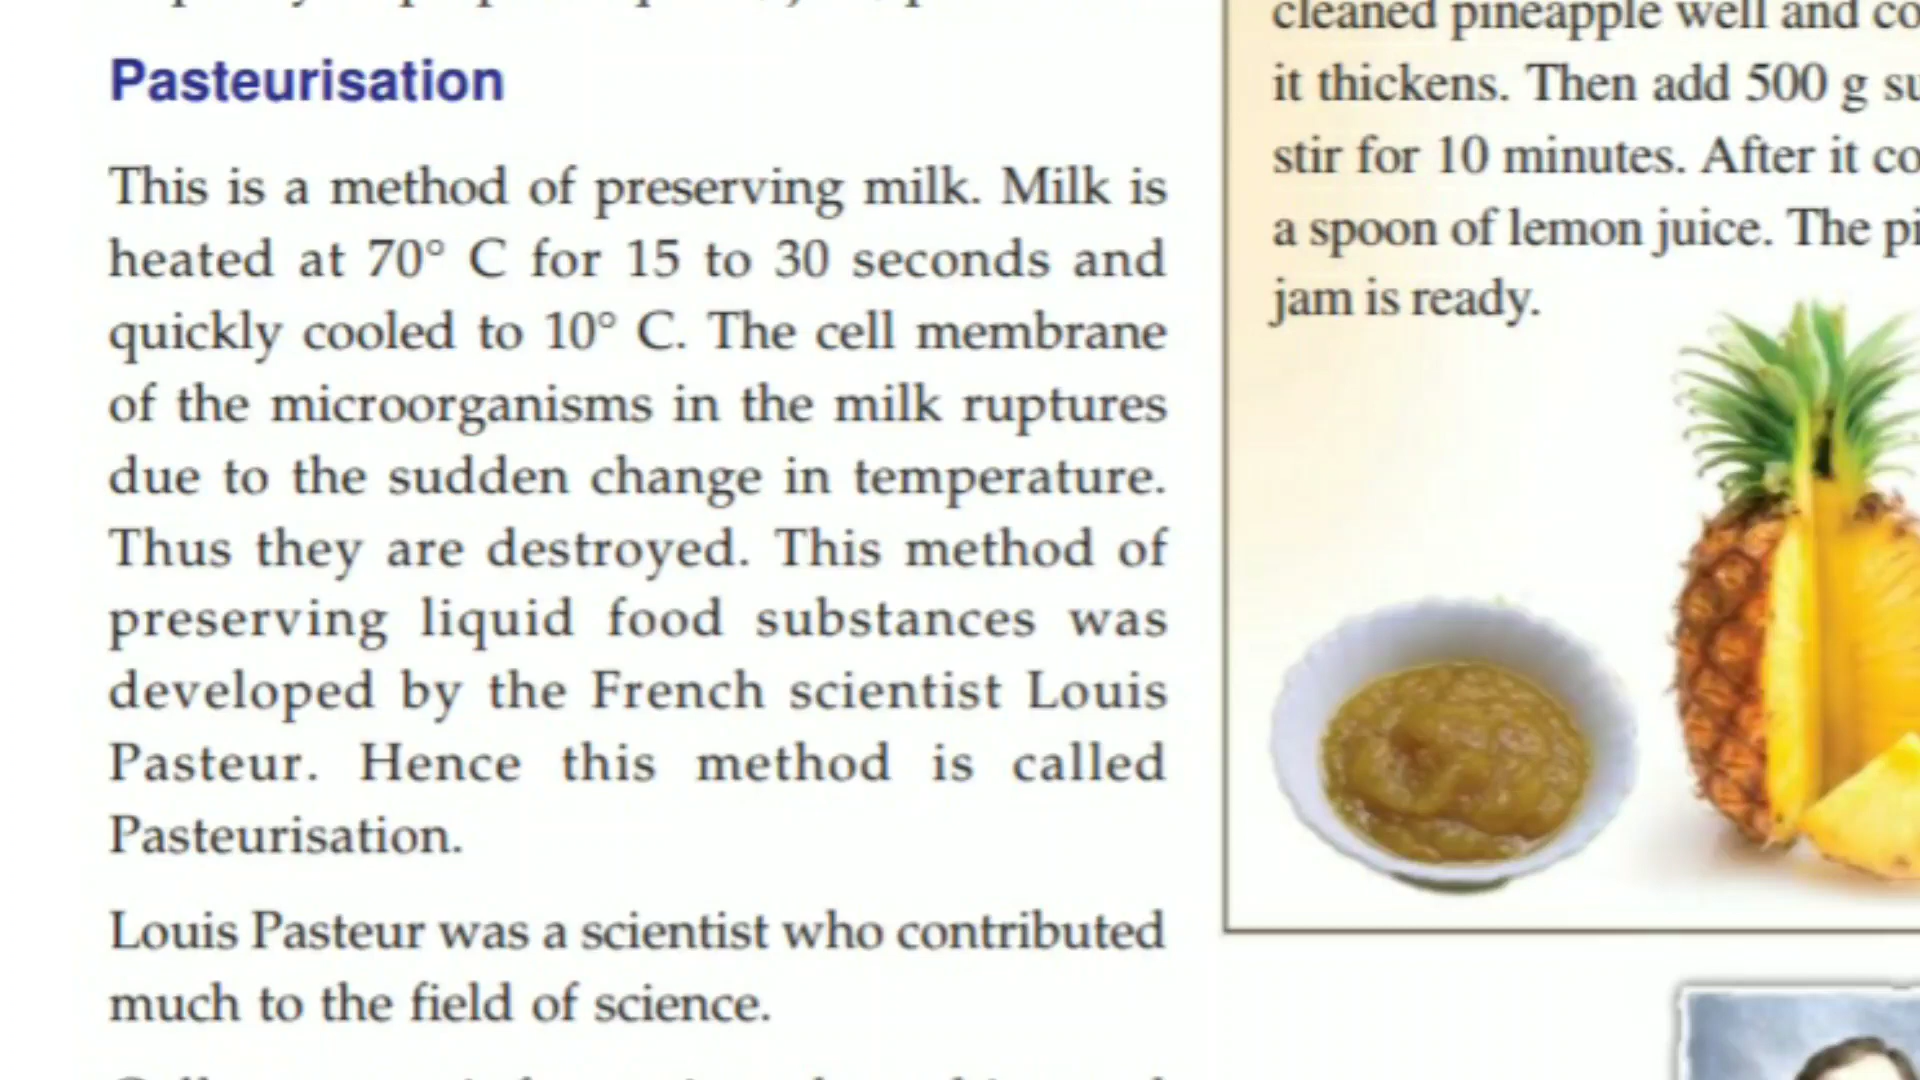 Pasteurisation
This is a method of preserving milk. Milk is
heated at 70° C for 15 to 30 seconds and
quickly cooled to 10° C. The cell membrane
of the microorganisms in the milk ruptures
due to the sudden change in temperature.
Thus they are destroyed. This method of
preserving liquid food substances was
developed by the French scientist Louis
Pasteur. Hence this method is called
Pasteurisation.
Louis Pasteur was a scientist who contributed
much to the field of science.
cleaned pineapple well and
it thickens. Then add 500 g
stir for 10 minutes. After it
a spoon of lemon juice. The
jam is ready.